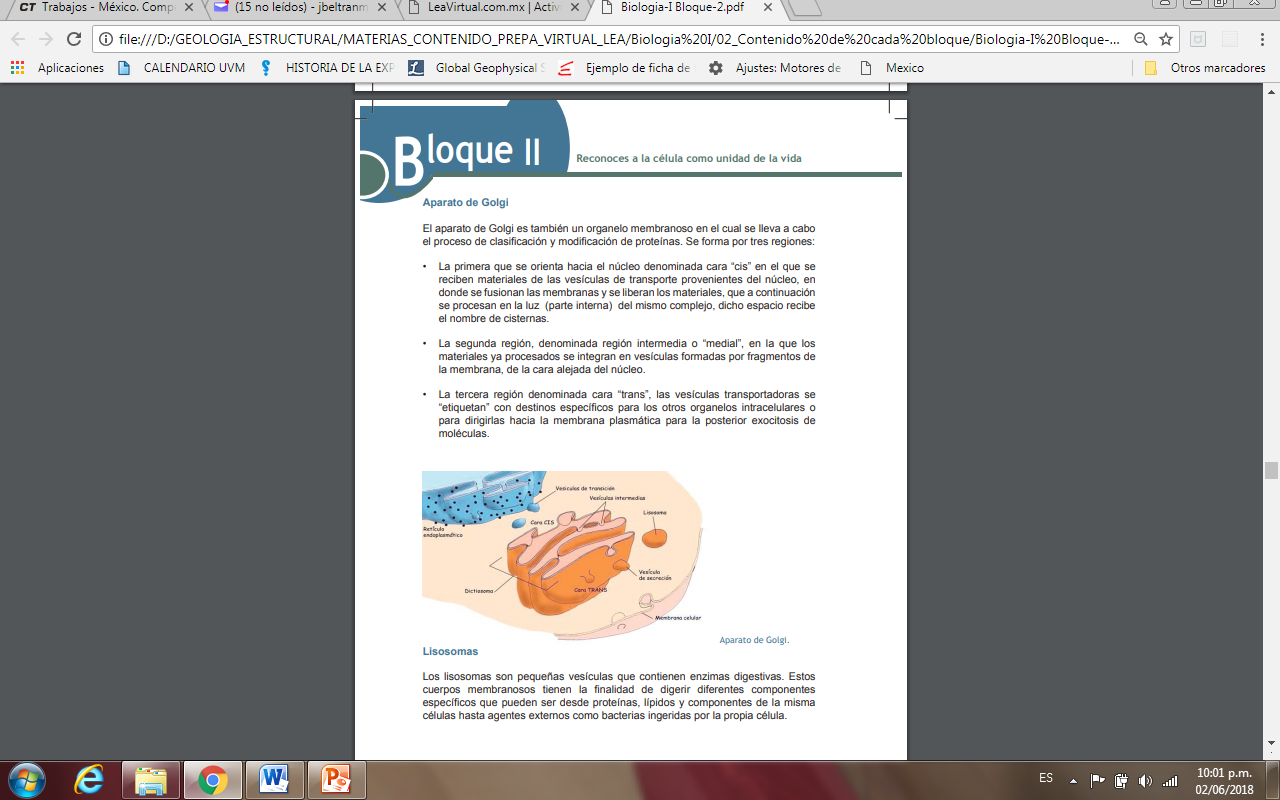 CT Trabajos - México. Comp
(15 no leídos) - jbeltranm
LeaVirtual.com.mx | Activ
Biologia-I Bloque-2.pdf
file:///D:/GEOLOGIA_ESTRUCTURAL/MATERIAS_CONTENIDO_PREPA_VIRTUAL_LEA/Biologia%20I/02_Contenido%20de%20cada%20bloque/Biologia-I%20Bloque-...
Aplicaciones CALENDARIO UVM HISTORIA DE LA EXP Global Geophysical S Ejemplo de ficha de Ajustes: Motores de Mexico Otros marcadores
Bloque II
Reconoces a la célula como unidad de la vida
Aparato de Golgi
El aparato de Golgi es también un organelo membranoso en el cual se lleva a cabo
el proceso de clasificación y modificación de proteínas. Se forma por tres regiones:
• La primera que se orienta hacia el núcleo denominada cara “cis” en el que se
reciben materiales de las vesículas de transporte provenientes del núcleo, en
donde se fusionan las membranas y se liberan los materiales, que a continuación
se procesan en la luz (parte interna) del mismo complejo, dicho espacio recibe
el nombre de cisternas.
• La segunda región, denominada región intermedia o “medial”, en la que los
materiales ya procesados se integran en vesículas formadas por fragmentos de
la membrana, de la cara alejada del núcleo.
• La tercera región denominada cara “trans”, las vesículas transportadoras se
“etiquetan” con destinos específicos para los otros organelos intracelulares o
para dirigirlas hacia la membrana plasmática para la posterior exocitosis de
moléculas.
Vesículas de transición
Vesículas intermedias
Lisosoma
Cara CIS
Retículo
endoplasmático
Vesícula
de secreción
Dictiosoma
Cara TRANS
Membrana celular
Aparato de Golgi.
Lisosomas
Los lisosomas son pequeñas vesículas que contienen enzimas digestivas. Estos
cuerpos membranosos tienen la finalidad de digerir diferentes componentes
específicos que pueden ser desde proteínas, lípidos y componentes de la misma
células hasta agentes externos como bacterias ingeridas por la propia célula.
ES
10:01 p.m.
02/06/2018